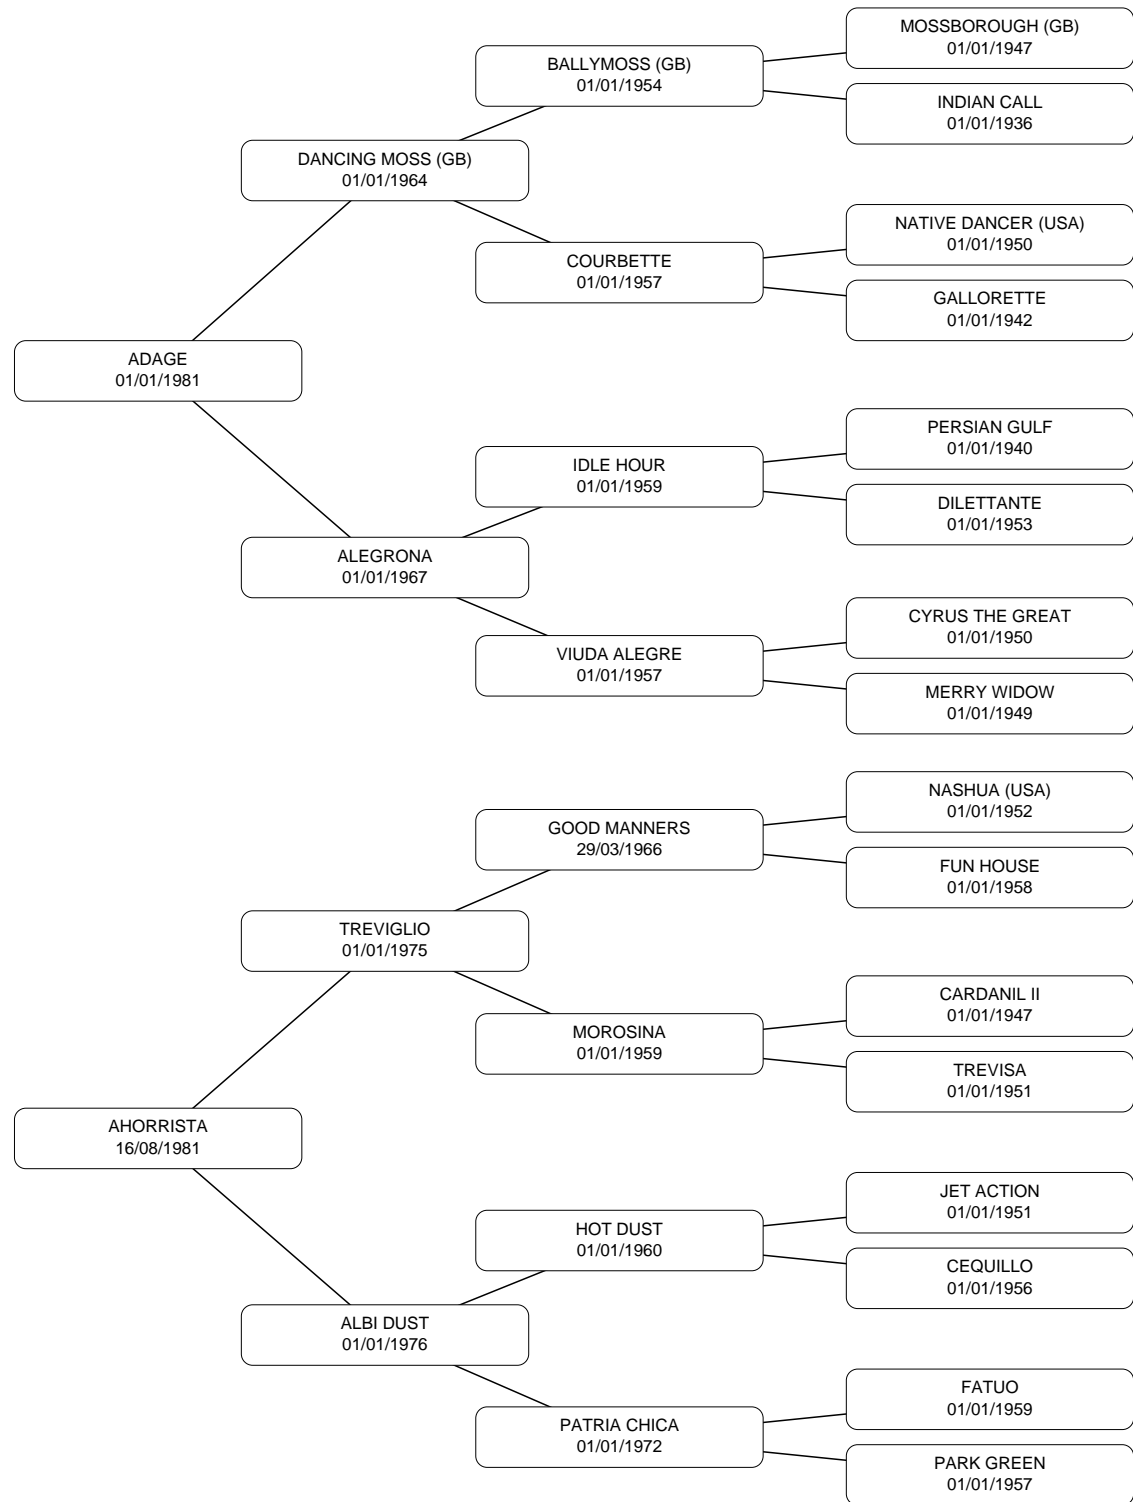 MOSSBOROUGH (GB)
01/01/1947
BALLYMOSS (GB)
01/01/1954
INDIAN CALL
01/01/1936
DANCING MOSS (GB)
01/01/1964
NATIVE DANCER (USA)
01/01/1950
COURBETTE
01/01/1957
GALLORETTE
01/01/1942
ADAGE
01/01/1981
PERSIAN GULF
01/01/1940
IDLE HOUR
01/01/1959
DILETTANTE
01/01/1953
ALEGRONA
01/01/1967
CYRUS THE GREAT
01/01/1950
VIUDA ALEGRE
01/01/1957
MERRY WIDOW
01/01/1949
NASHUA (USA)
01/01/1952
GOOD MANNERS
29/03/1966
FUN HOUSE
01/01/1958
TREVIGLIO
01/01/1975
CARDANIL II
01/01/1947
MOROSINA
01/01/1959
TREVISA
01/01/1951
AHORRISTA
16/08/1981
JET ACTION
01/01/1951
HOT DUST
01/01/1960
CEQUILLO
01/01/1956
ALBI DUST
01/01/1976
FATUO
01/01/1959
PATRIA CHICA
01/01/1972
PARK GREEN
01/01/1957